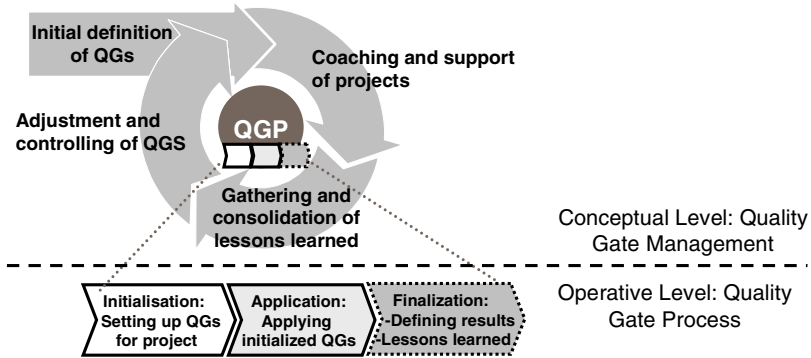 Initial definition
of QGs
Coaching and support
of projects
Adjustment and
controlling of QGS
QGP
Gathering and
consolidation of
lessons learned
Conceptual Level: Quality
Gate Management
Initialisation:
Setting up QGs
for project
Application:
Applying
initialized QGs
Finalization:
-Defining results
-Lessons learned
Operative Level: Quality
Gate Process